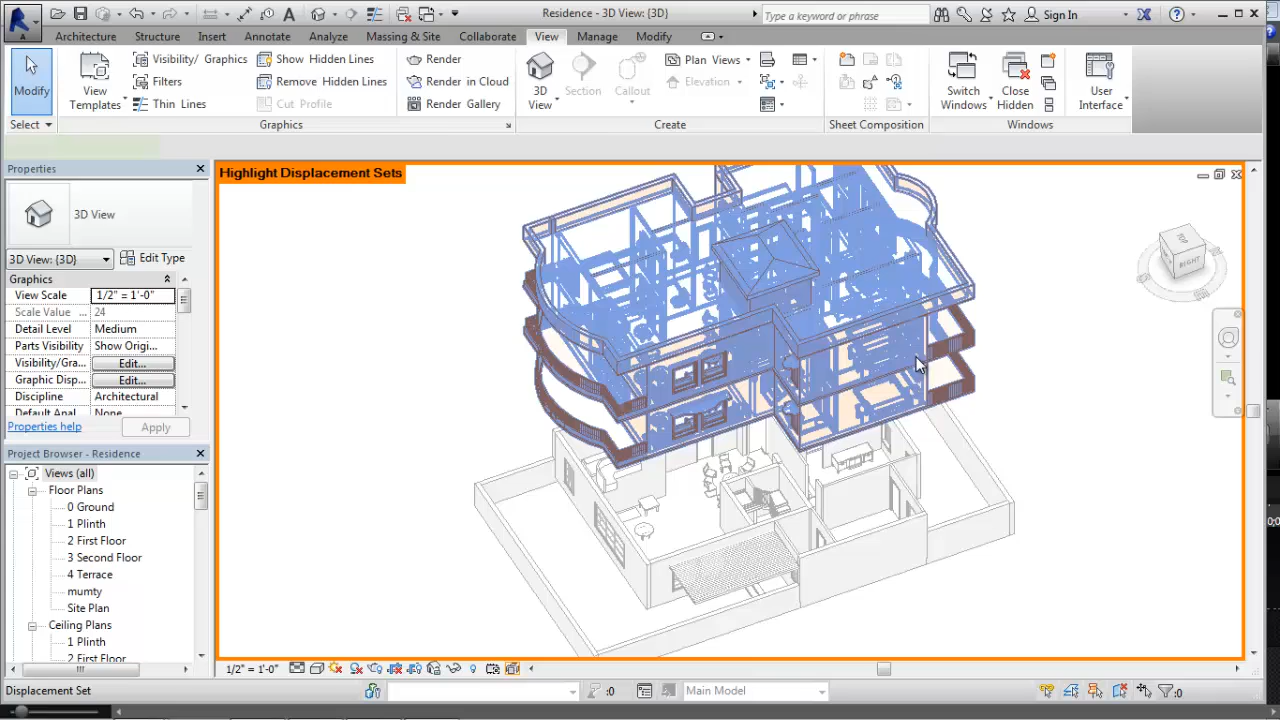 Residence - 3D View: {3D}
Type a keyword or phrase
Sign In
Architecture Structure Insert Annotate Analyze Massing & Site Collaborate View Manage Modify
Modify
View
Templates
Visibility/ Graphics
Filters
Thin Lines
Show Hidden Lines
Remove Hidden Lines
Cut Profile
Render
Render in Cloud
Render Gallery
3D
View
Section
Callout
Plan Views
Elevation
Switch
Windows
Close
Hidden
User
Interface
Select
Graphics
Create
Sheet Composition
Windows
Properties
3D View
3D View: {3D}
Edit Type
Graphics
View Scale 1/2" = 1'-0"
Scale Value ... 24
Detail Level Medium
Parts Visibility Show Origi...
Visibility/Gra... Edit...
Graphic Disp... Edit...
Discipline Architectural
Default Anal None
Properties help
Apply
Project Browser - Residence
Views (all)
Floor Plans
0 Ground
1 Plinth
2 First Floor
3 Second Floor
4 Terrace
mumty
Site Plan
Ceiling Plans
1 Plinth
2 First Floor
Highlight Displacement Sets
TOP
RIGHT
1/2" = 1'-0"
Displacement Set
:0
Main Model
:0